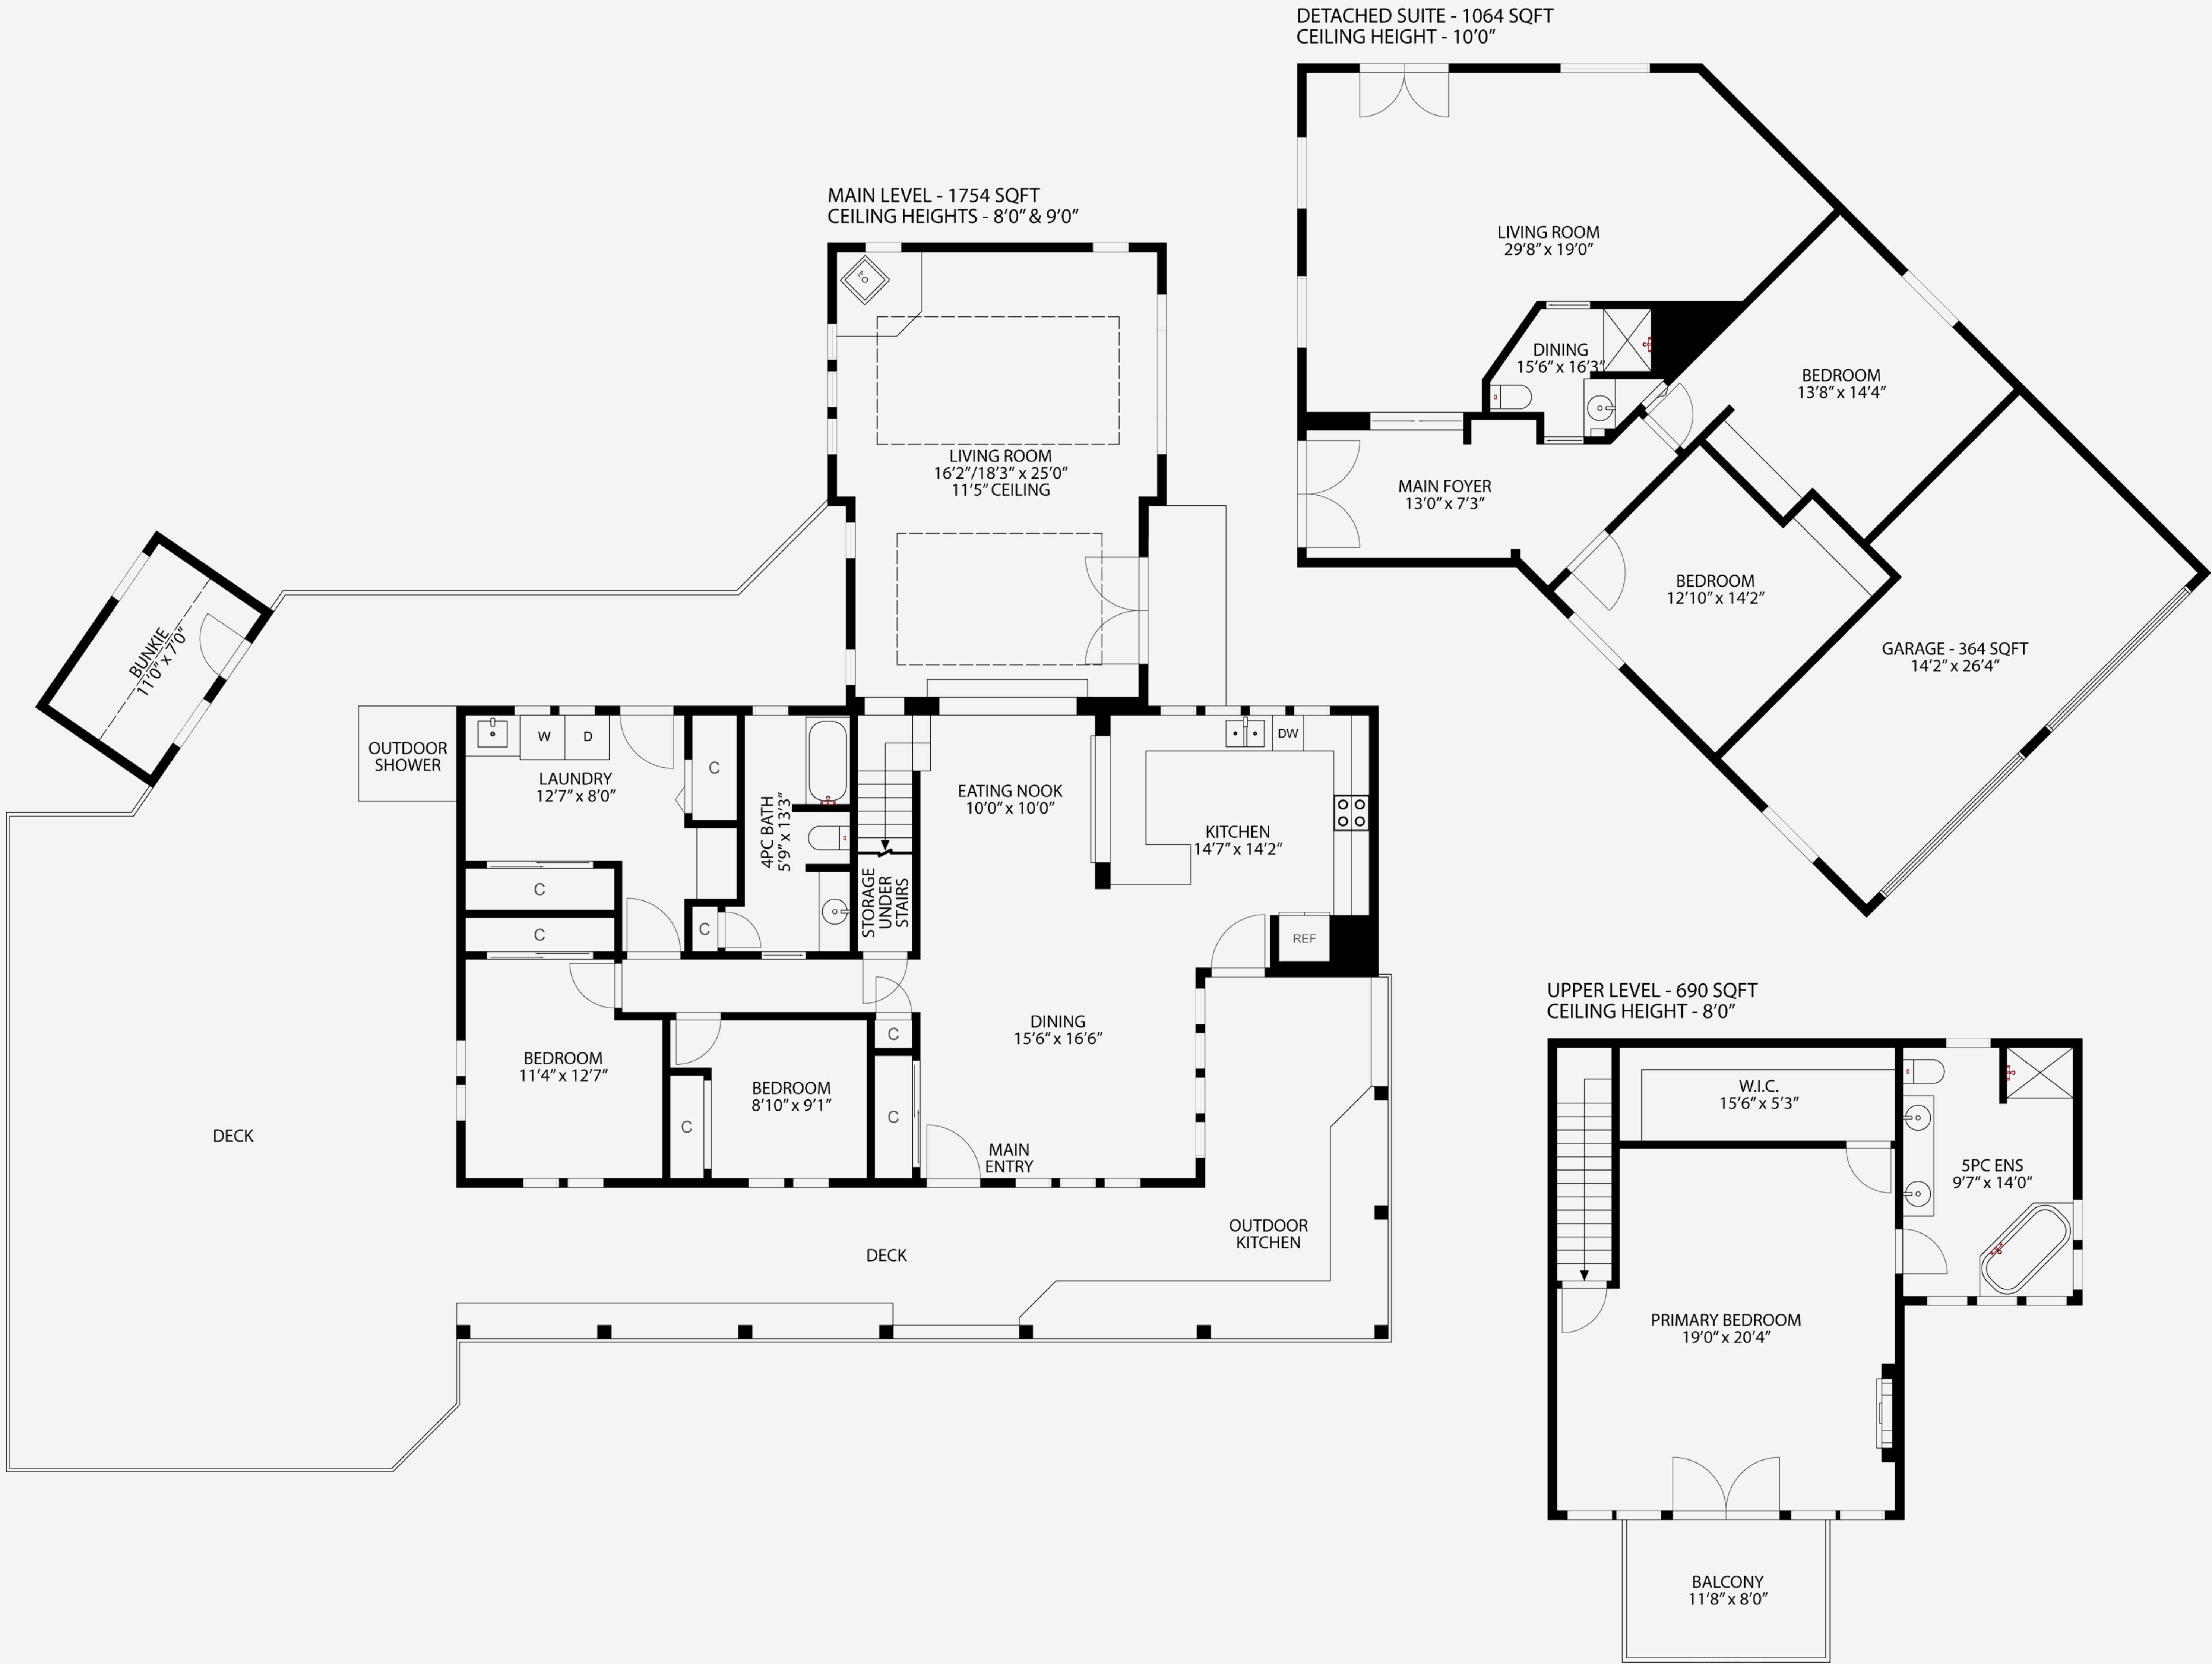 DETACHED SUITE - 1064 SQFT
CEILING HEIGHT - 10'0"
LIVING ROOM
29'8" x 19'0"
DINING
15'6" x 16'3"
BEDROOM
13'8" x 14'4"
MAIN FOYER
13'0" x 7'3"
BEDROOM
12'10" x 14'2"
GARAGE - 364 SQFT
14'2" x 26'4"
MAIN LEVEL - 1754 SQFT
CEILING HEIGHTS - 8'0" & 9'0"
FP
LIVING ROOM
16'2"/18'3" x 25'0"
11'5" CEILING
BUNKIE
11'0" x 7'0"
OUTDOOR
SHOWER
W
D
LAUNDRY
12'7" x 8'0"
C
4PC BATH
5'9" x 13'3"
EATING NOOK
10'0" x 10'0"
DW
KITCHEN
14'7" x 14'2"
C
C
C
STORAGE
UNDER
STAIRS
REF
DINING
15'6" x 16'6"
C
BEDROOM
11'4" x 12'7"
BEDROOM
8'10" x 9'1"
C
C
MAIN
ENTRY
DECK
DECK
OUTDOOR
KITCHEN
UPPER LEVEL - 690 SQFT
CEILING HEIGHT - 8'0"
W.I.C.
15'6" x 5'3"
5PC ENS
9'7" x 14'0"
PRIMARY BEDROOM
19'0" x 20'4"
BALCONY
11'8" x 8'0"